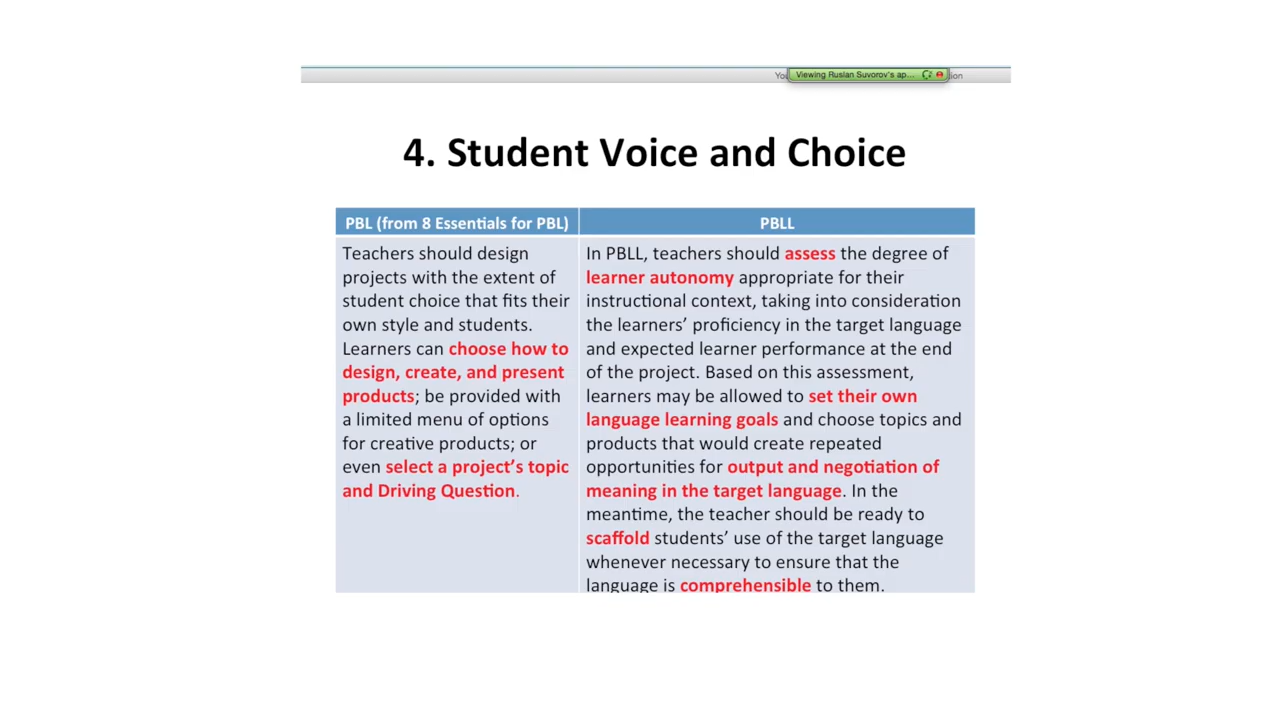 You
Viewing Ruslan Suvorov's ap...
ion
4. Student Voice and Choice
PBL (from 8 Essentials for PBL)
PBLL
Teachers should design
projects with the extent of
student choice that fits their
own style and students.
Learners can choose how to
design, create, and present
products; be provided with
a limited menu of options
for creative products; or
even select a project's topic
and Driving Question.
In PBLL, teachers should assess the degree of
learner autonomy appropriate for their
instructional context, taking into consideration
the learners' proficiency in the target language
and expected learner performance at the end
of the project. Based on this assessment,
learners may be allowed to set their own
language learning goals and choose topics and
products that would create repeated
opportunities for output and negotiation of
meaning in the target language. In the
meantime, the teacher should be ready to
scaffold students' use of the target language
whenever necessary to ensure that the
language is comprehensible to them.